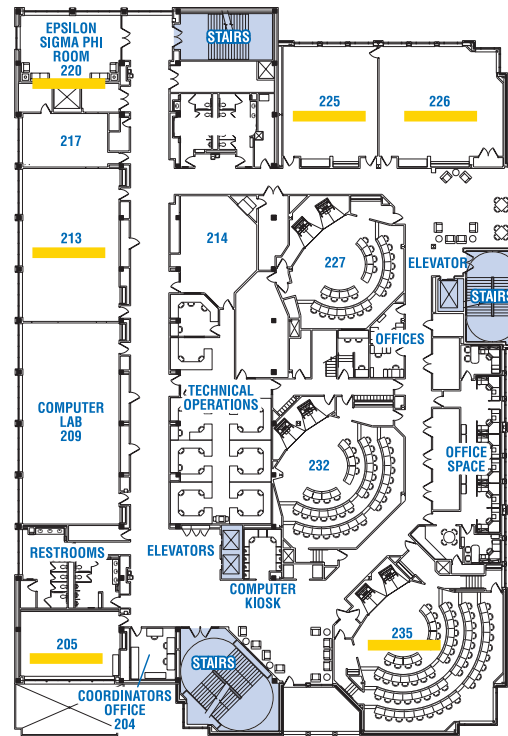 EPSILON
SIGMA PHI
ROOM
220
STAIRS
225
226
217
213
214
227
ELEVATOR
STAIRS
OFFICES
TECHNICAL
OPERATIONS
COMPUTER
LAB
209
232
OFFICE
SPACE
RESTROOMS
ELEVATORS
COMPUTER
KIOSK
205
235
STAIRS
COORDINATORS
OFFICE
204